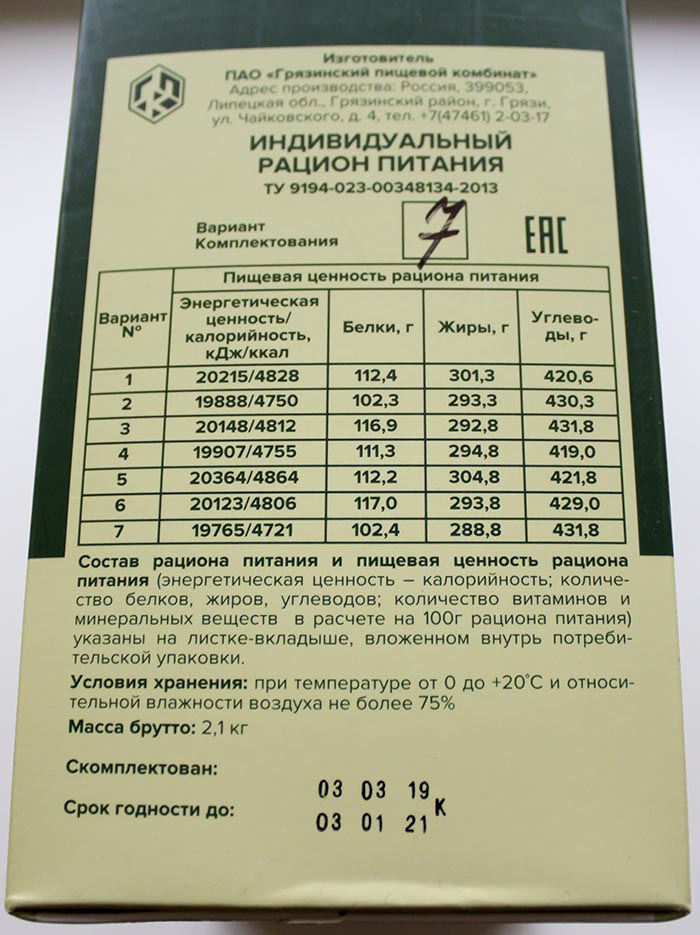 Изготовитель
ПАО «Грязинский пищевой комбинат»
Адрес производства: Россия, 399053,
Липецкая обл., Грязинский район, г. Грязи,
ул. Чайковского, д. 4, тел. +7(47461) 2-03-17
ИНДИВИДУАЛЬНЫЙ
РАЦИОН ПИТАНИЯ
ТУ 9194-023-00348134-2013
Вариант
Комплектования
7
ЕАС
Пищевая ценность рациона питания
Вариант №
Энергетическая ценность/ калорийность, кДж/ккал
Белки, г
Жиры, г
Углево- ды, г
1 20215/4828 112,4 301,3 420,6
2 19888/4750 102,3 293,3 430,3
3 20148/4812 116,9 292,8 431,8
4 19907/4755 111,3 294,8 419,0
5 20364/4864 112,2 304,8 421,8
6 20123/4806 117,0 293,8 429,0
7 19765/4721 102,4 288,8 431,8
Состав рациона питания и пищевая ценность рациона
питания (энергетическая ценность – калорийность; количе-
ство белков, жиров, углеводов; количество витаминов и
минеральных веществ в расчете на 100г рациона питания)
указаны на листке-вкладыше, вложенном внутрь потреби-
тельской упаковки.
Условия хранения: при температуре от 0 до +20°С и относи-
тельной влажности воздуха не более 75%
Масса брутто: 2,1 кг
Скомплектован: 03 03 19
Срок годности до: 03 01 21 К